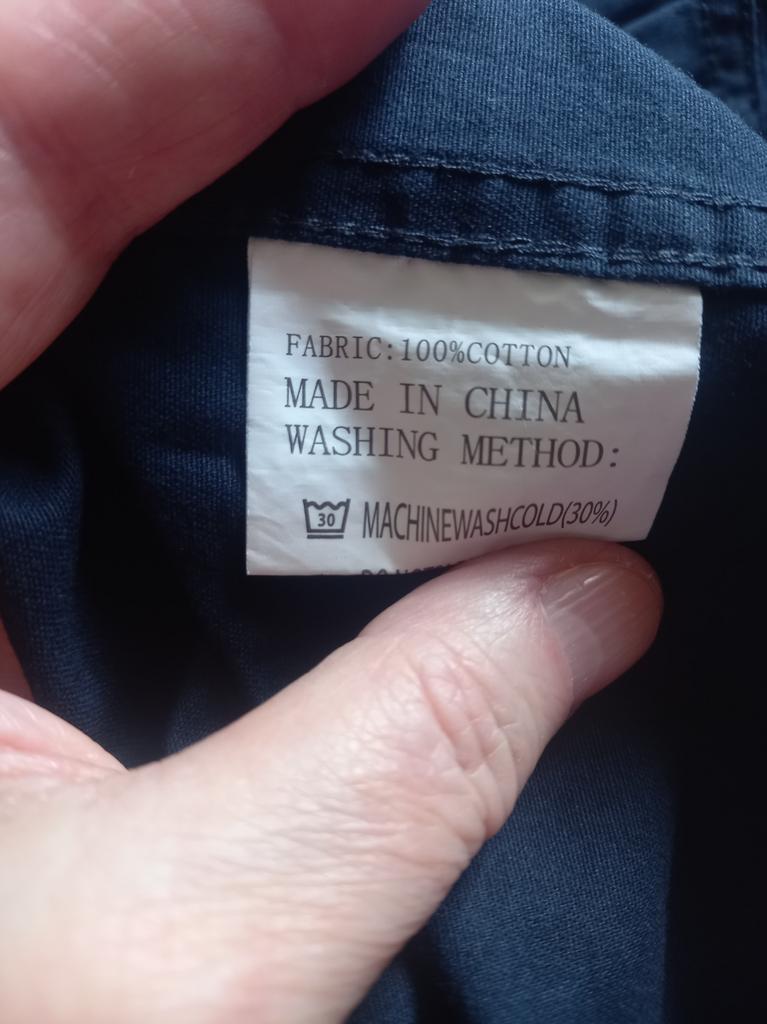 FABRIC:100%COTTON
MADE IN CHINA
WASHING METHOD:
30 MACHINEWASHCOLD(30%)